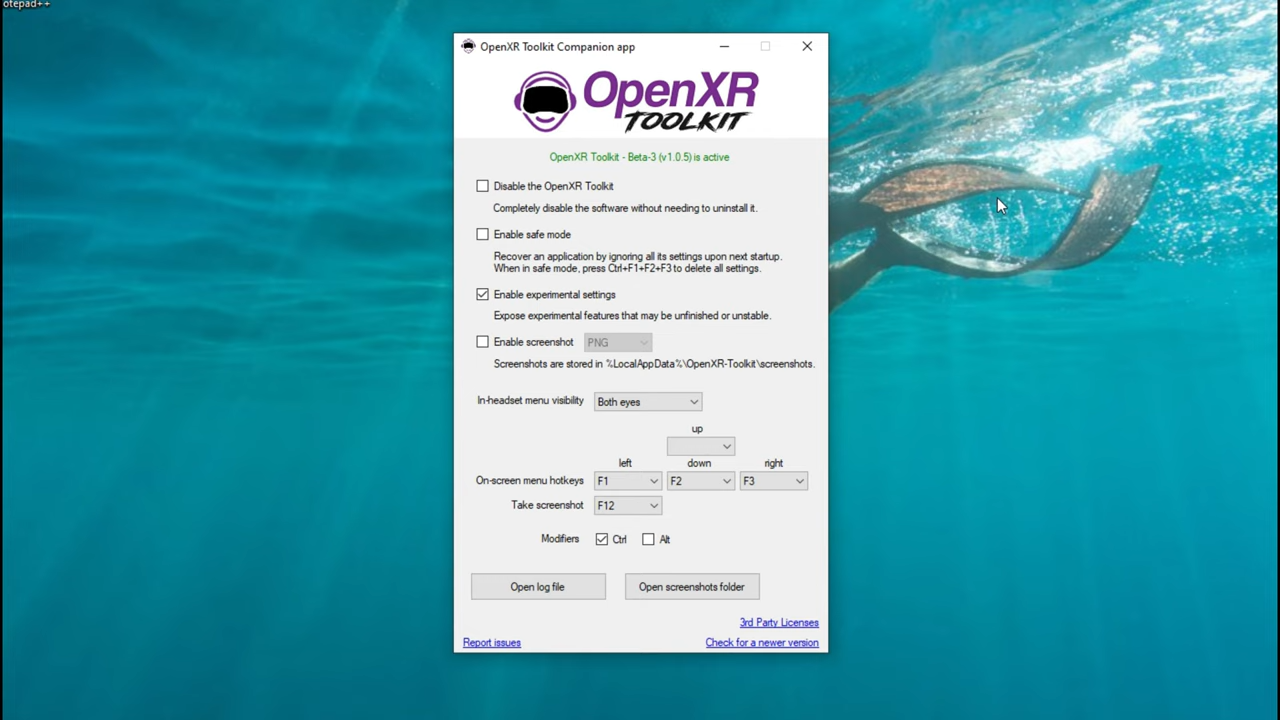 otepad++
OpenXR Toolkit Companion app
OpenXR
TOOLKIT
OpenXR Toolkit - Beta-3 (v1.0.5) is active
Disable the OpenXR Toolkit
Completely disable the software without needing to uninstall it.
Enable safe mode
Recover an application by ignoring all its settings upon next startup.
When in safe mode, press Ctrl+F1+F2+F3 to delete all settings.
Enable experimental settings
Expose experimental features that may be unfinished or unstable.
Enable screenshot PNG
Screenshots are stored in %LocalAppData%\OpenXR-Toolkit\screenshots.
In-headset menu visibility Both eyes
up
left down right
On-screen menu hotkeys F1 F2 F3
Take screenshot F12
Modifiers Ctrl Alt
Open log file Open screenshots folder
3rd Party Licenses
Report issues Check for a newer version